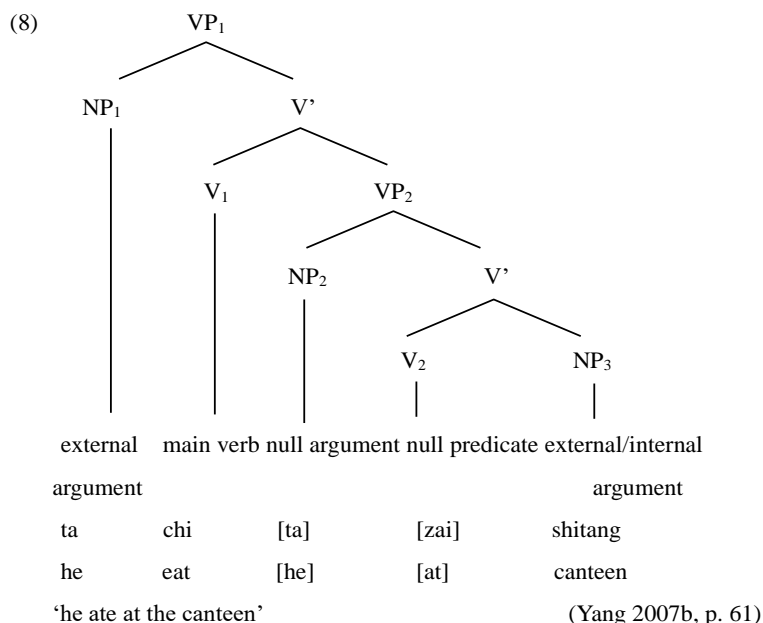 (8) VP₁
NP₁ V’
V₁ VP₂
NP₂ V’
V₂ NP₃
external main verb null argument null predicate external/internal
argument argument
ta chi [ta] [zai] shitang
he eat [he] [at] canteen
‘he ate at the canteen’ (Yang 2007b, p. 61)